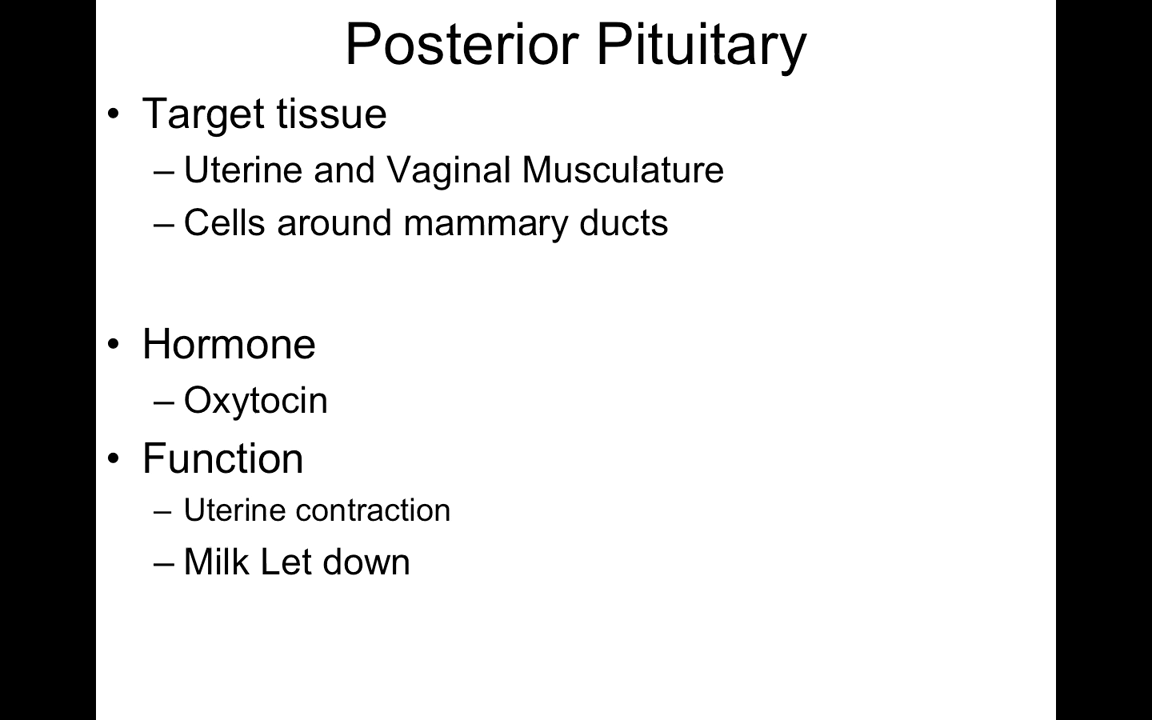 Posterior Pituitary
• Target tissue
– Uterine and Vaginal Musculature
– Cells around mammary ducts
• Hormone
– Oxytocin
• Function
– Uterine contraction
– Milk Let down